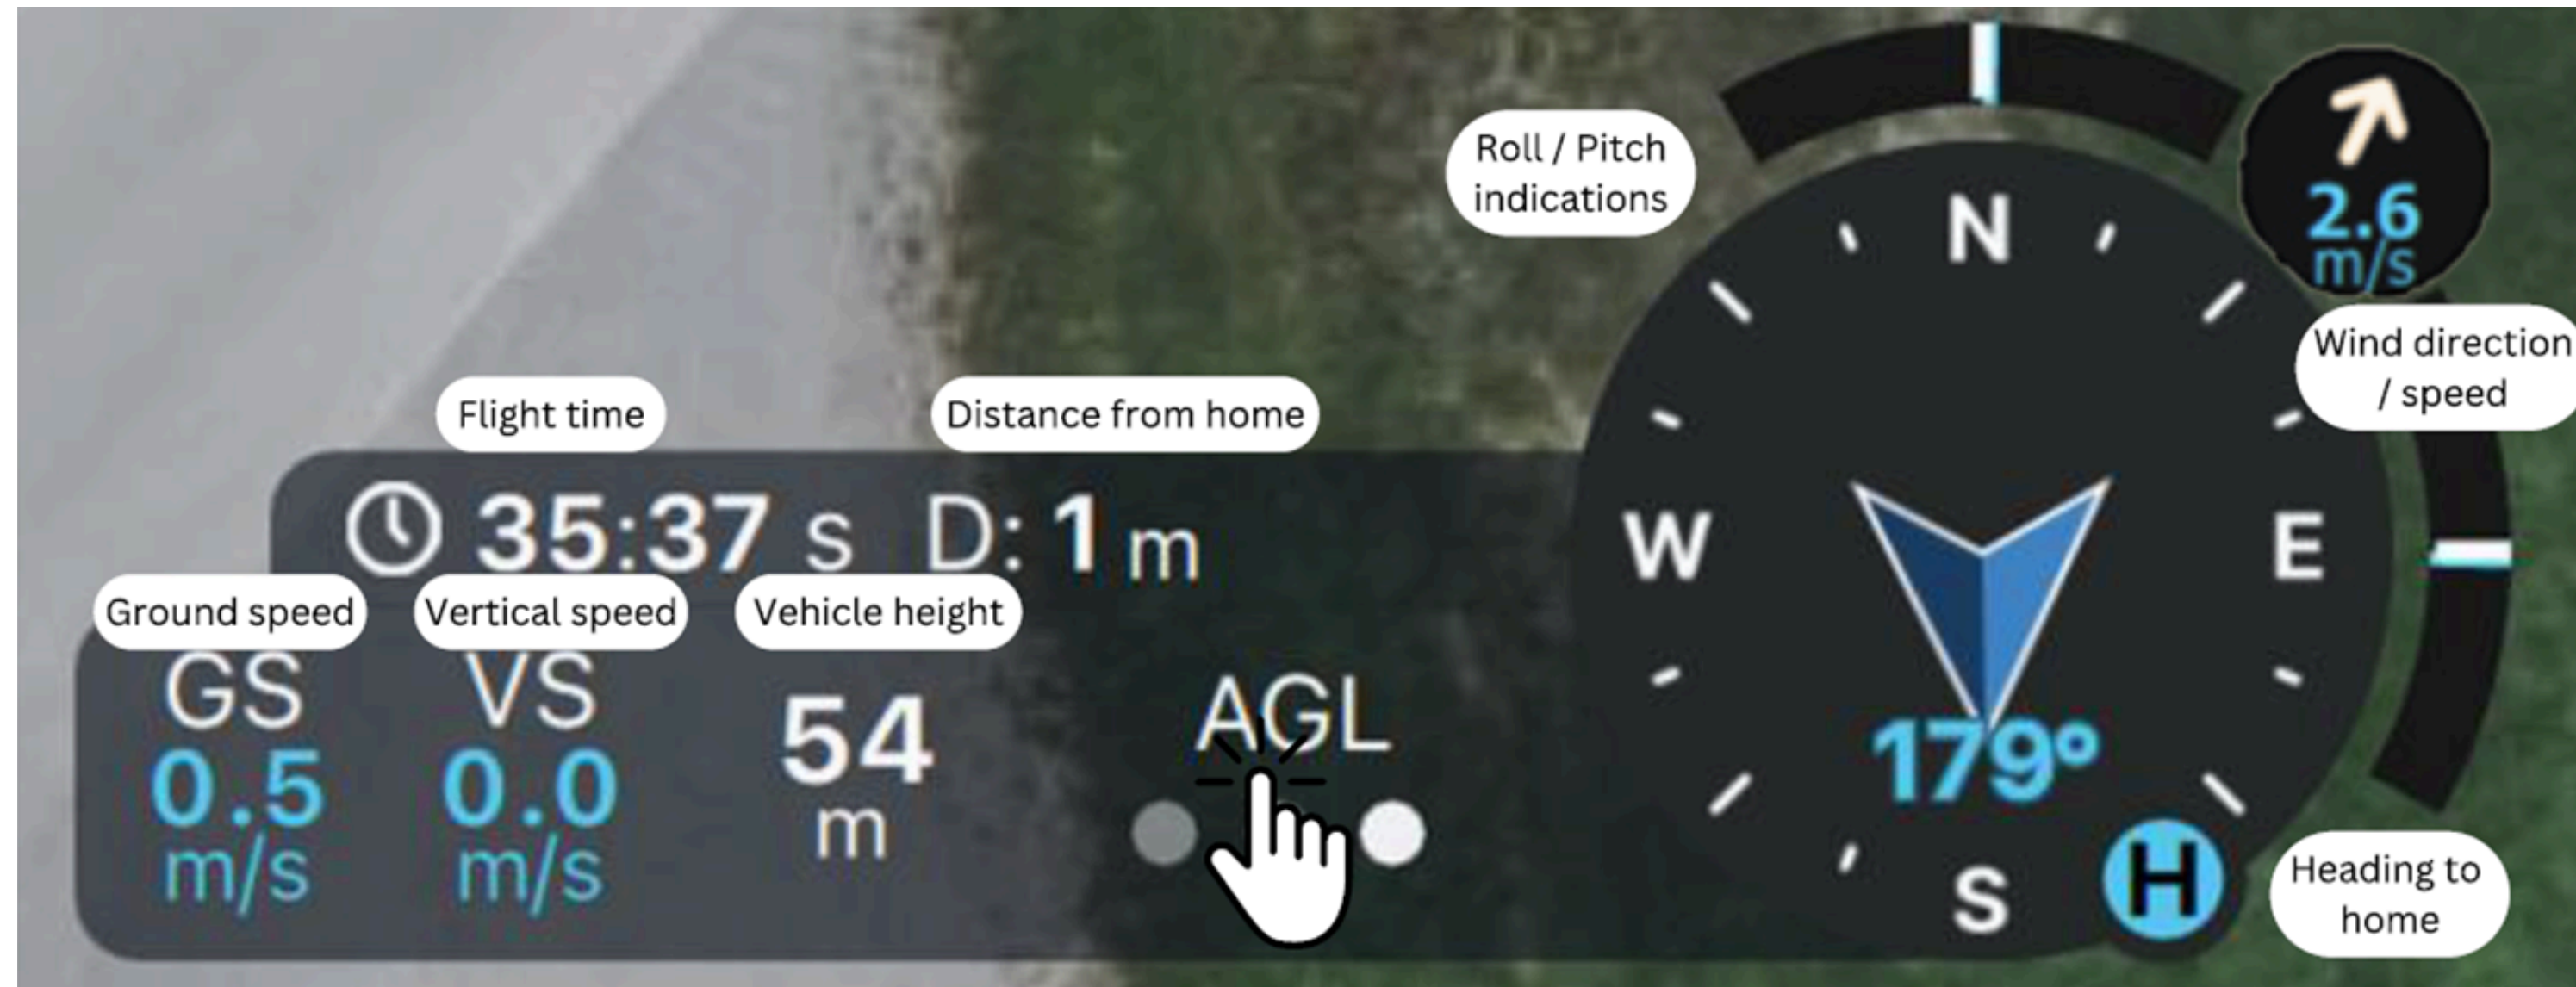 Roll / Pitch
indications
N
2.6
m/s
Wind direction
/ speed
Flight time
Distance from home
35:37 s D: 1 m
W
E
Ground speed
Vertical speed
Vehicle height
GS
VS
54
m
AGL
0.5
m/s
0.0
m/s
179º
S
H
Heading to
home